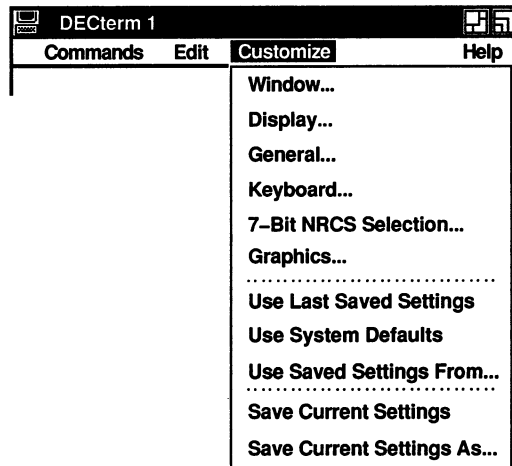 DECterm 1
Commands Edit Customize Help
Window...
Display...
General...
Keyboard...
7–Bit NRCS Selection...
Graphics...
Use Last Saved Settings
Use System Defaults
Use Saved Settings From...
Save Current Settings
Save Current Settings As...